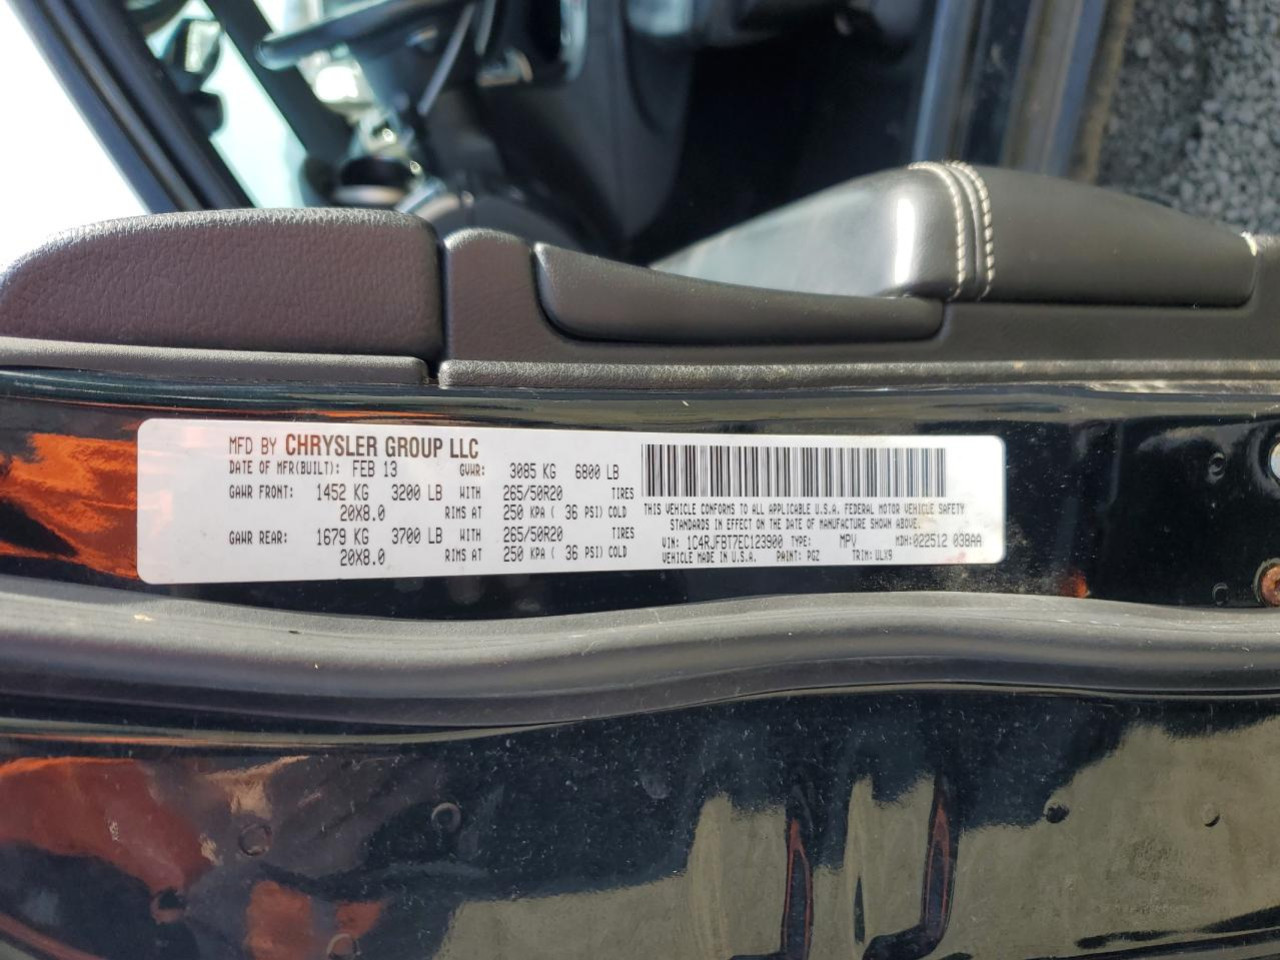 MFD BY CHRYSLER GROUP LLC
DATE OF MFR(BUILT): FEB 13 GVWR: 3085 KG 6800 LB
GAWR FRONT: 1452 KG 3200 LB WITH 265/50R20 TIRES
20X8.0 RIMS AT 250 KPA ( 36 PSI) COLD
GAWR REAR: 1679 KG 3700 LB WITH 265/50R20 TIRES
20X8.0 RIMS AT 250 KPA ( 36 PSI) COLD
THIS VEHICLE CONFORMS TO ALL APPLICABLE U.S.A. FEDERAL MOTOR VEHICLE SAFETY
STANDARDS IN EFFECT ON THE DATE OF MANUFACTURE SHOWN ABOVE.
VIN: 1C4RJFBT7EC123900 TYPE: MPV MDH: 022512 038AA
VEHICLE MADE IN U.S.A. PAINT: PGZ TRIM: ULX9